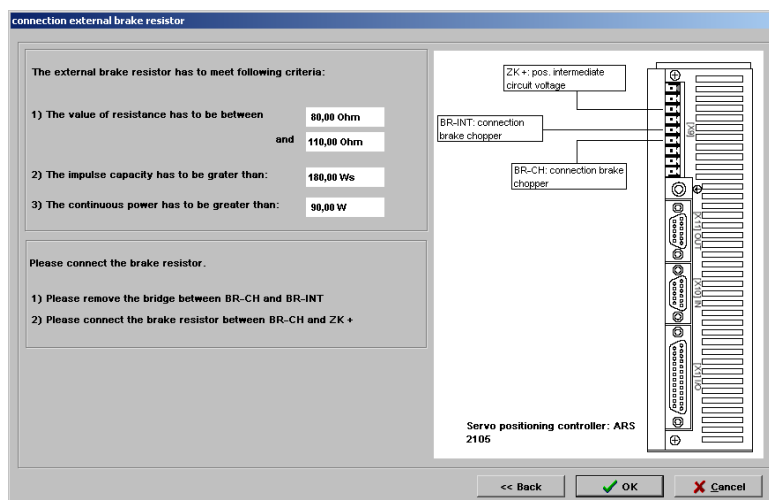 connection external brake resistor
The external brake resistor has to meet following criteria:
1) The value of resistance has to be between
80,00 Ohm
and
110,00 Ohm
2) The impulse capacity has to be grater than:
180,00 Ws
3) The continuous power has to be greater than:
90,00 W
Please connect the brake resistor.
1) Please remove the bridge between BR-CH and BR-INT
2) Please connect the brake resistor between BR-CH and ZK +
ZK +: pos. intermediate
circuit voltage
BR-INT: connection
brake chopper
BR-CH: connection brake
chopper
[X9]
[X11] OUT
[X10] IN
[X1] I/O
Servo positioning controller: ARS
2105
<< Back
OK
Cancel